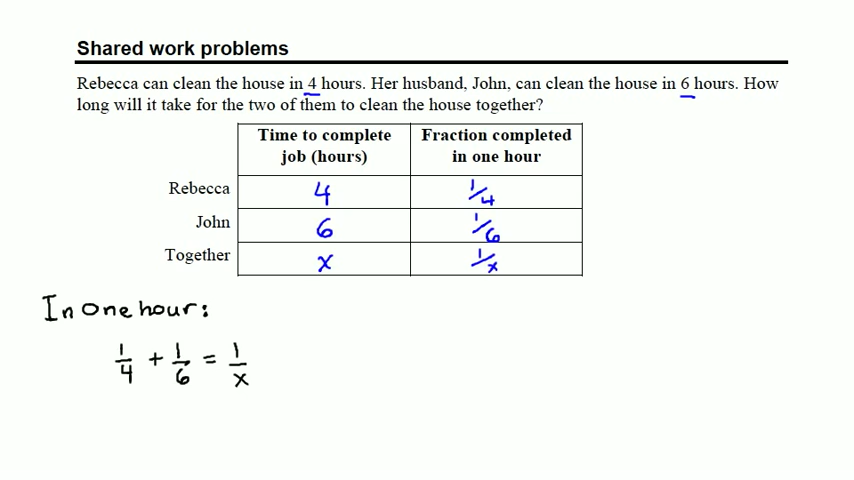 Shared work problems
Rebecca can clean the house in 4 hours. Her husband, John, can clean the house in 6 hours. How
long will it take for the two of them to clean the house together?
Time to complete job (hours) Fraction completed in one hour
Rebecca 4 1/4
John 6 1/6
Together x 1/x
In one hour:
1/4 + 1/6 = 1/x